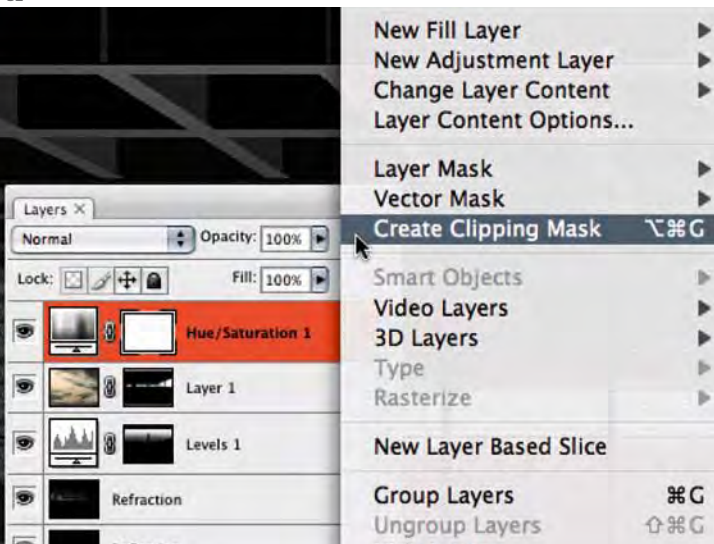 New Fill Layer
New Adjustment Layer
Change Layer Content
Layer Content Options...
Layer Mask
Vector Mask
Create Clipping Mask ⌥⌘G
Smart Objects
Video Layers
3D Layers
Type
Rasterize
New Layer Based Slice
Group Layers ⌘G
Ungroup Layers ⇧⌘G
Layers ×
Normal Opacity: 100%
Lock: Fill: 100%
Hue/Saturation 1
Layer 1
Levels 1
Refraction